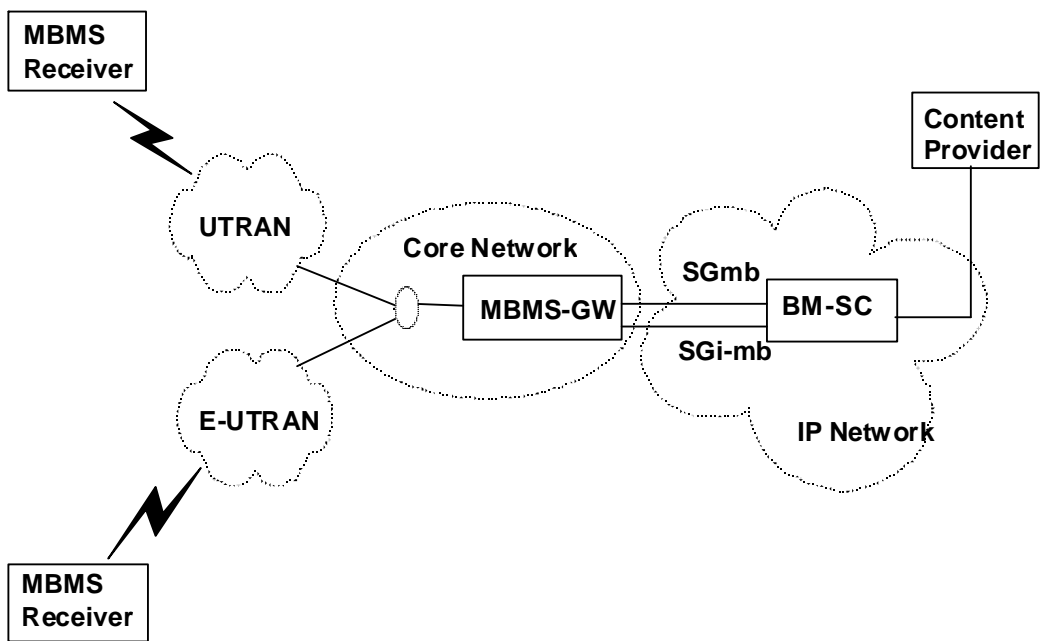 MBMS
Receiver
Content
Provider
UTRAN
Core Network
SGmb
MBMS-GW
BM-SC
SGi-mb
E-UTRAN
IP Network
MBMS
Receiver